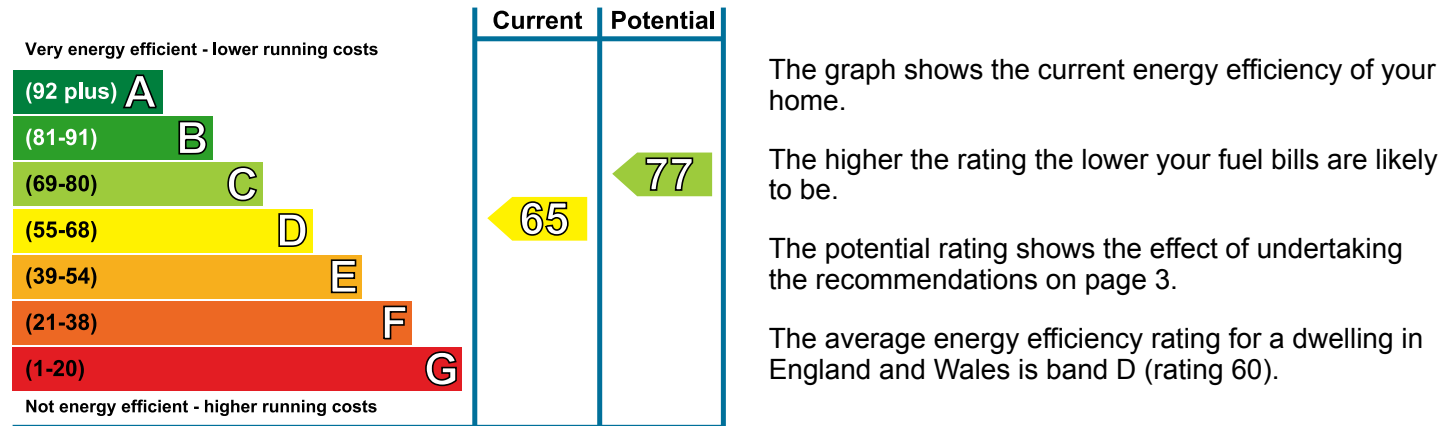 Current Potential
Very energy efficient - lower running costs
(92 plus) A
(81-91) B
(69-80) C
77
(55-68) D
65
(39-54) E
(21-38) F
(1-20) G
Not energy efficient - higher running costs
The graph shows the current energy efficiency of your
home.
The higher the rating the lower your fuel bills are likely
to be.
The potential rating shows the effect of undertaking
the recommendations on page 3.
The average energy efficiency rating for a dwelling in
England and Wales is band D (rating 60).